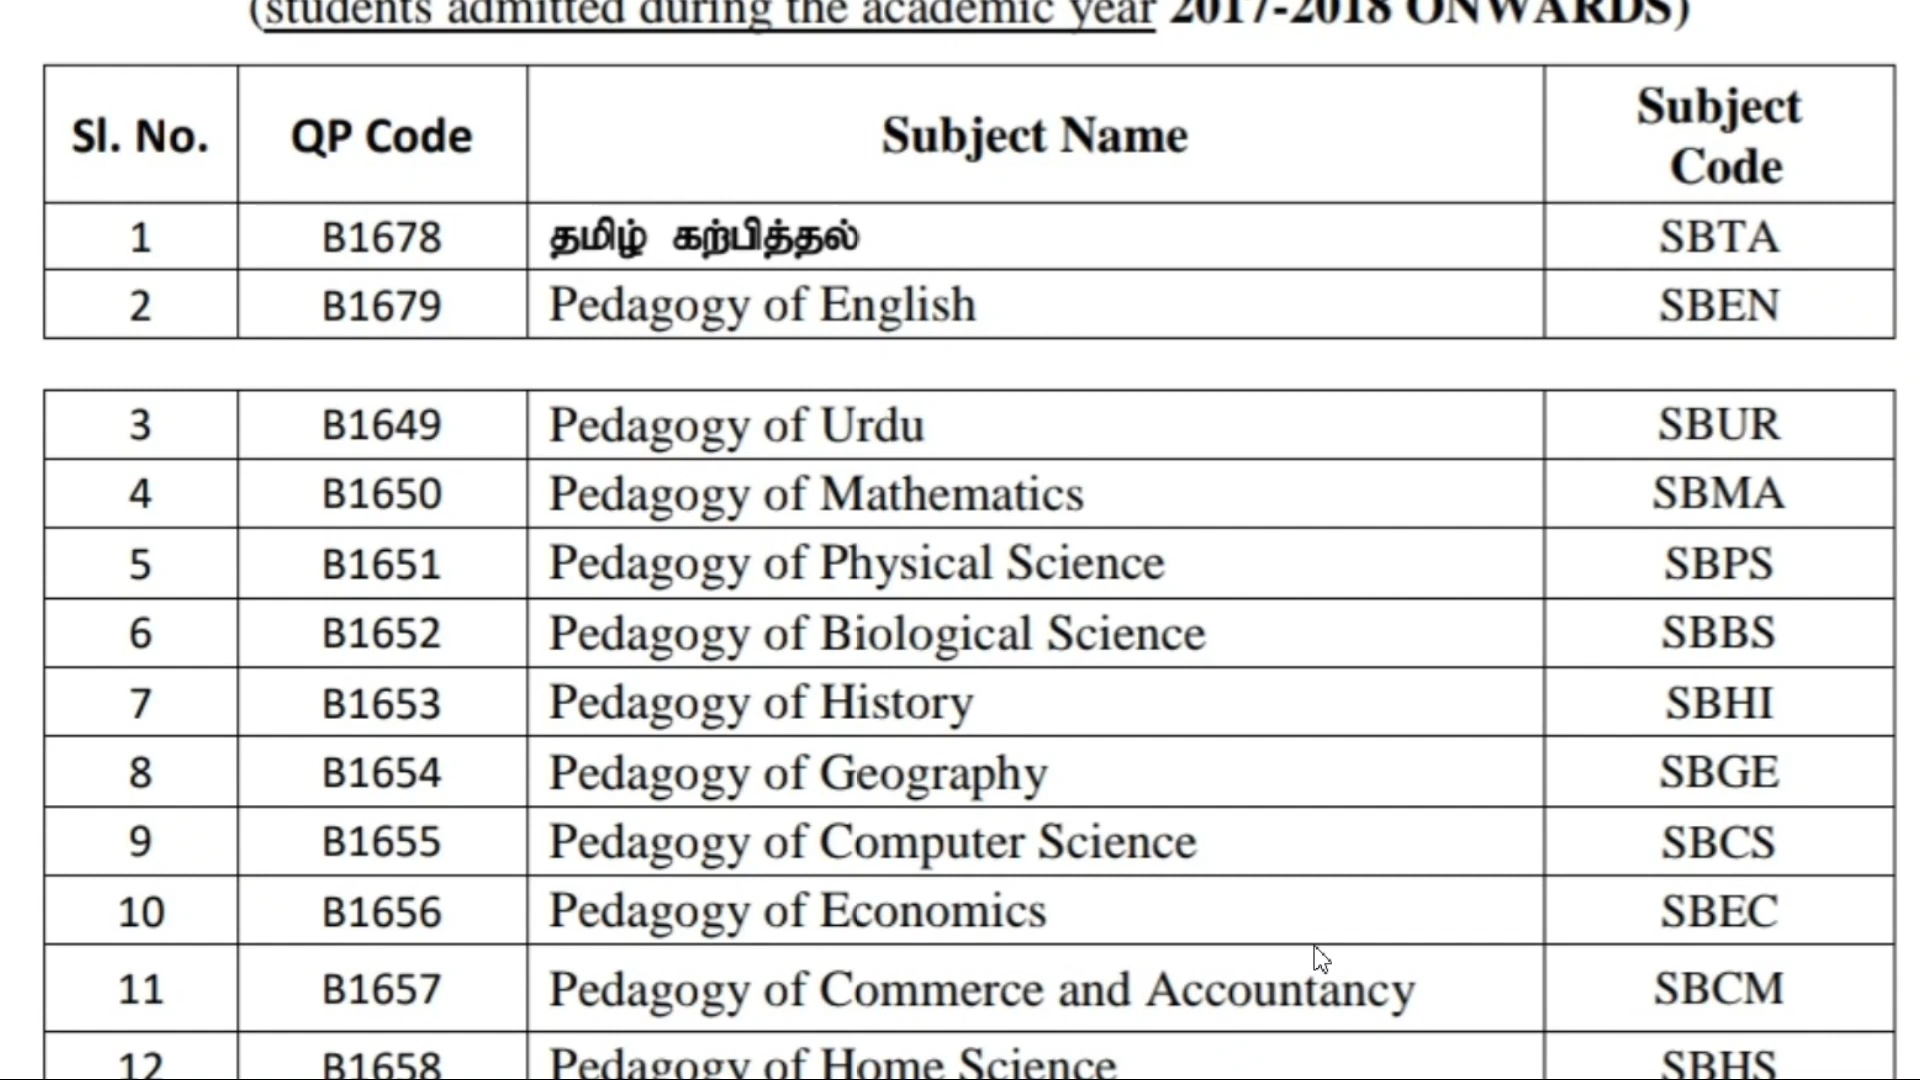 (students admitted during the academic year 2017-2018 ONWARDS)
Sl. No. QP Code Subject Name Subject Code
1 B1678 தமிழ் கற்பித்தல் SBTA
2 B1679 Pedagogy of English SBEN
3 B1649 Pedagogy of Urdu SBUR
4 B1650 Pedagogy of Mathematics SBMA
5 B1651 Pedagogy of Physical Science SBPS
6 B1652 Pedagogy of Biological Science SBBS
7 B1653 Pedagogy of History SBHI
8 B1654 Pedagogy of Geography SBGE
9 B1655 Pedagogy of Computer Science SBCS
10 B1656 Pedagogy of Economics SBEC
11 B1657 Pedagogy of Commerce and Accountancy SBCM
12 B1658 Pedagogy of Home Science SBHS